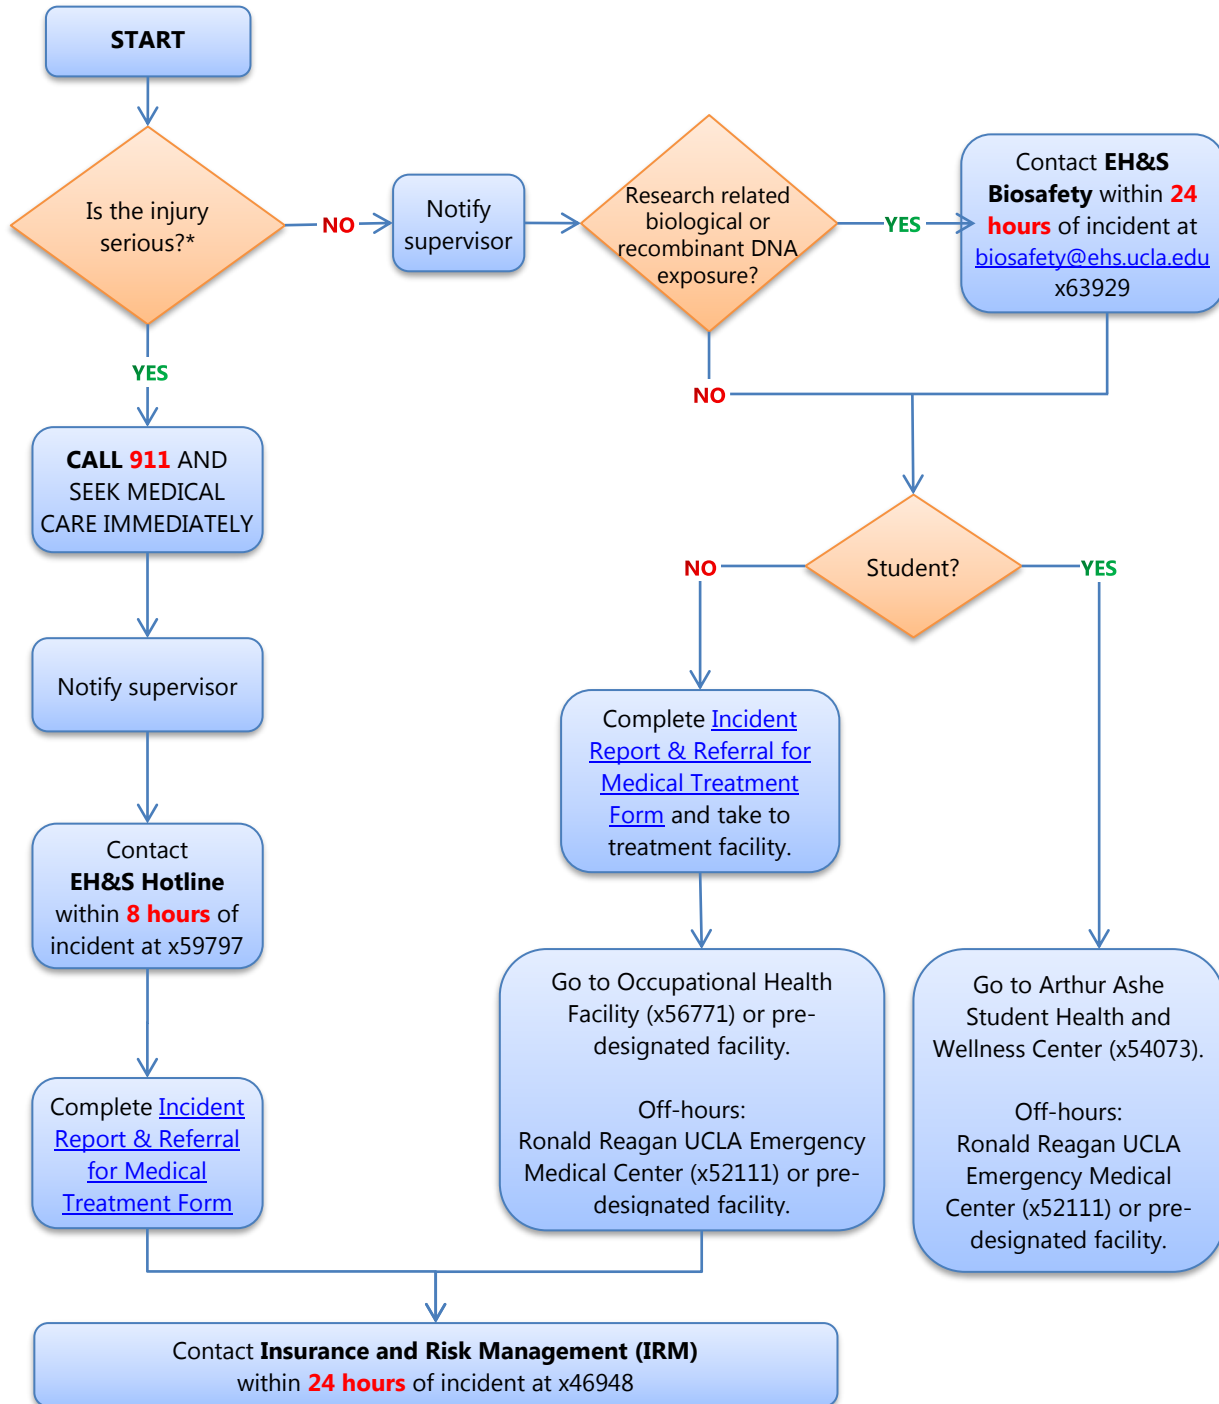 START
Is the injury
serious?*
NO
Notify
supervisor
Research related
biological or
recombinant DNA
exposure?
YES
Contact EH&S
Biosafety within 24
hours of incident at
biosafety@ehs.ucla.edu
x63929
YES
NO
CALL 911 AND
SEEK MEDICAL
CARE IMMEDIATELY
NO
Student?
YES
Notify supervisor
Complete Incident
Report & Referral for
Medical Treatment
Form and take to
treatment facility.
Contact
EH&S Hotline
within 8 hours of
incident at x59797
Go to Occupational Health
Facility (x56771) or pre-
designated facility.
Off-hours:
Ronald Reagan UCLA Emergency
Medical Center (x52111) or pre-
designated facility.
Go to Arthur Ashe
Student Health and
Wellness Center (x54073).
Off-hours:
Ronald Reagan UCLA
Emergency Medical
Center (x52111) or pre-
designated facility.
Complete Incident
Report & Referral
for Medical
Treatment Form
Contact Insurance and Risk Management (IRM)
within 24 hours of incident at x46948